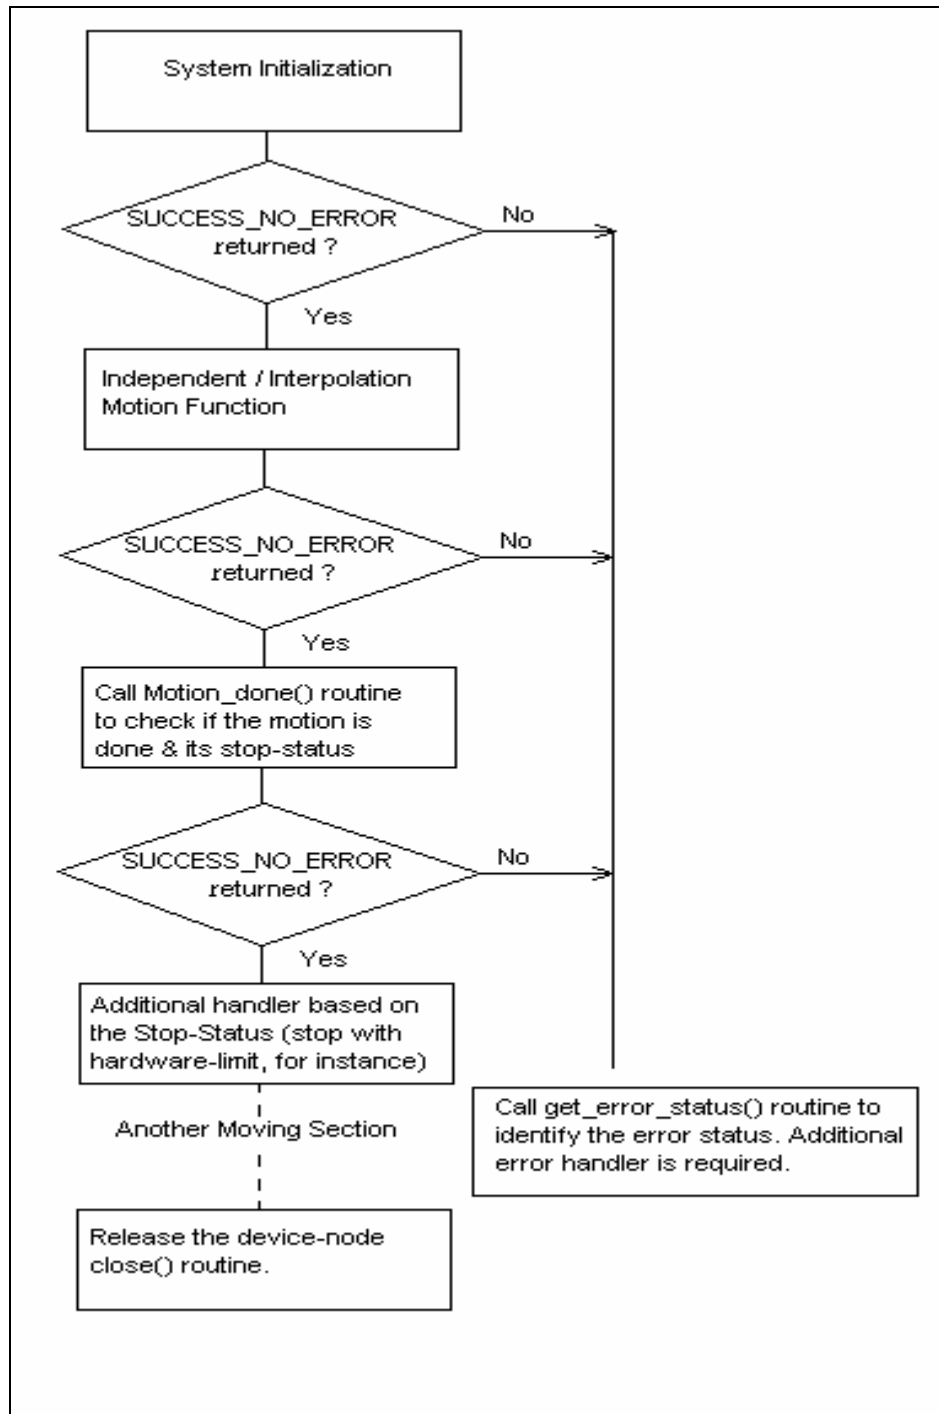 System Initialization
SUCCESS_NO_ERROR
returned ?
No
Yes
Independent / Interpolation
Motion Function
SUCCESS_NO_ERROR
returned ?
No
Yes
Call Motion_done() routine
to check if the motion is
done & its stop-status
SUCCESS_NO_ERROR
returned ?
No
Yes
Additional handler based on
the Stop-Status (stop with
hardware-limit, for instance)
Another Moving Section
Call get_error_status() routine to
identify the error status. Additional
error handler is required.
Release the device-node
close() routine.